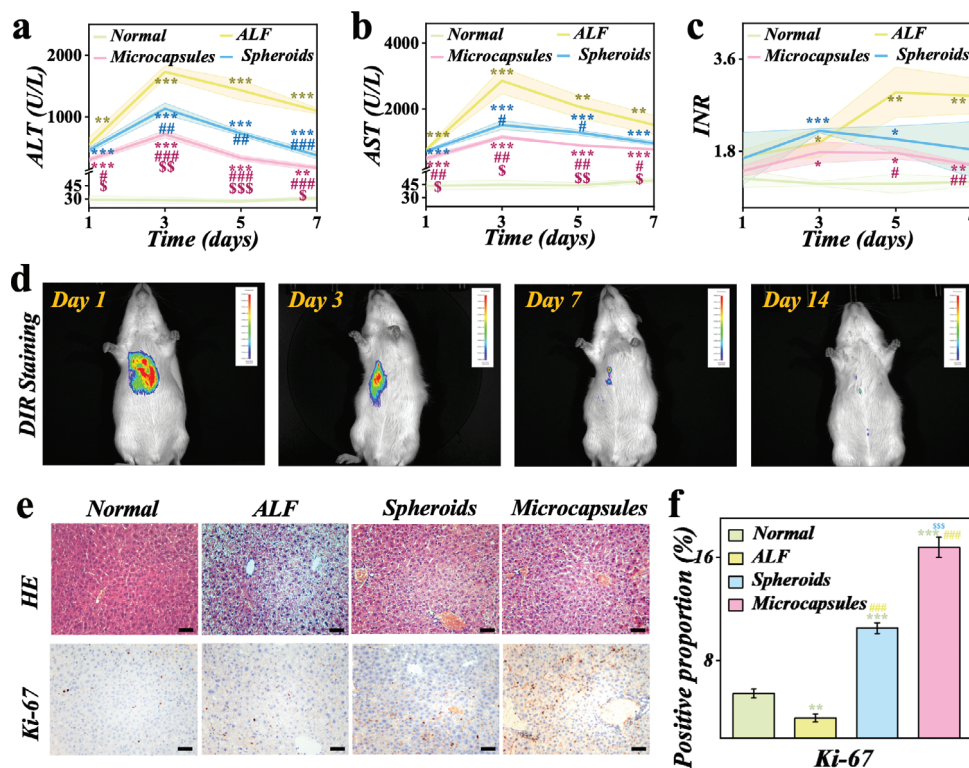 a
b
c
Normal
ALF
Microcapsules
Spheroids
ALT (U/L)
2000
1000
45
30
**
***
***
***
***
***
***
***
***
##
##
###
***
***
***
**
#
###
###
###
$
$$
$$$
$
1
3
5
7
Time (days)
Normal
ALF
Microcapsules
Spheroids
AST (U/L)
4000
2000
45
30
***
***
**
**
***
***
***
***
#
#
***
***
***
***
##
##
##
#
$
$$
$$
$
1
3
5
7
Time (days)
Normal
ALF
Microcapsules
Spheroids
INR
3.6
1.8
*
**
**
***
*
*
*
**
#
##
1
3
5
7
Time (days)
d
DIR Staining
Day 1
Day 3
Day 7
Day 14
e
Normal
ALF
Spheroids
Microcapsules
HE
Ki-67
f
Positive proportion (%)
16
8
Normal
ALF
Spheroids
Microcapsules
**
###
***
$$$
***
###
Ki-67